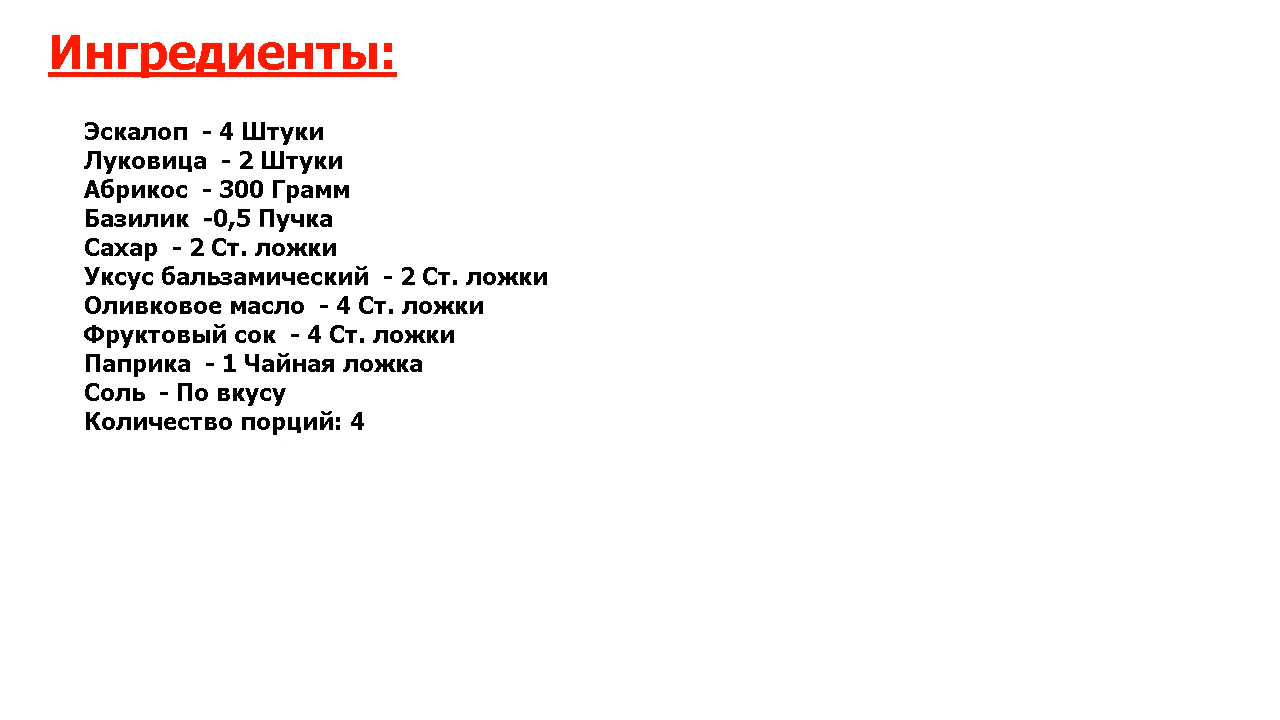 Ингредиенты:
Эскалоп  - 4 Штуки
Луковица  - 2 Штуки
Абрикос  - 300 Грамм
Базилик  -0,5 Пучка
Сахар  - 2 Ст. ложки
Уксус бальзамический  - 2 Ст. ложки
Оливковое масло  - 4 Ст. ложки
Фруктовый сок  - 4 Ст. ложки
Паприка  - 1 Чайная ложка
Соль  - По вкусу
Количество порций: 4